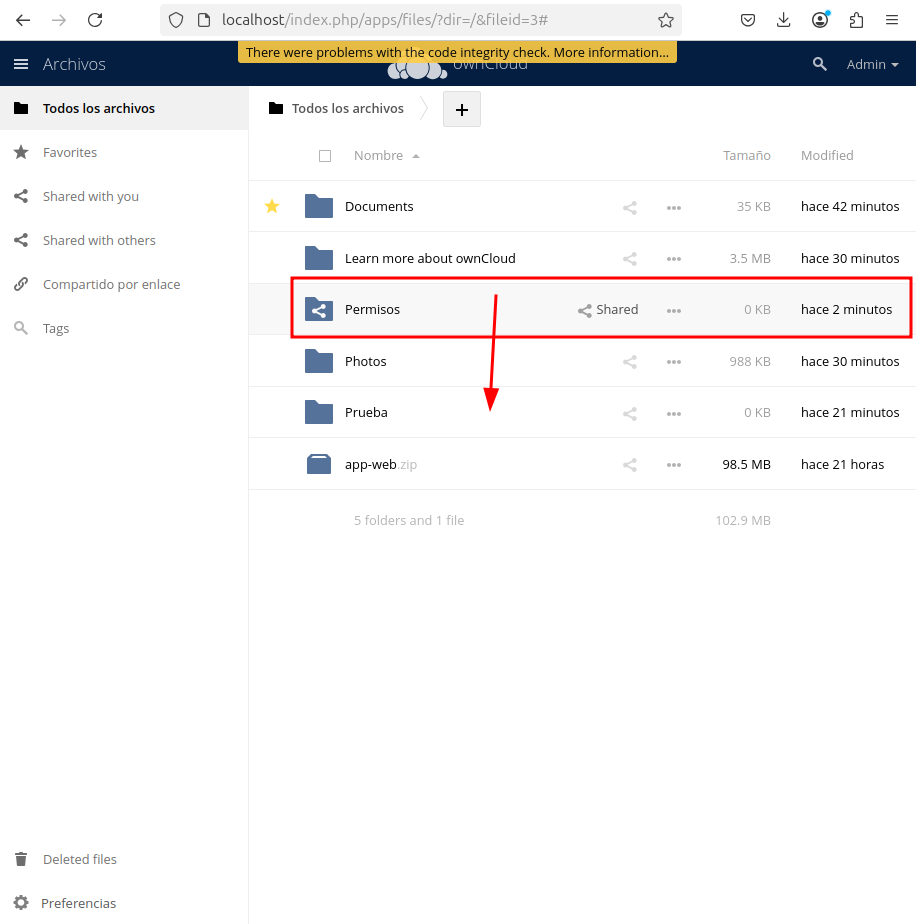 localhost/index.php/apps/files/?dir=/&fileid=3#
There were problems with the code integrity check. More information...
Archivos
ownCloud
Admin
Todos los archivos
Favorites
Shared with you
Shared with others
Compartido por enlace
Tags
Todos los archivos
+
Nombre Tamaño Modified
Documents 35 KB hace 42 minutos
Learn more about ownCloud 3.5 MB hace 30 minutos
Permisos Shared 0 KB hace 2 minutos
Photos 988 KB hace 30 minutos
Prueba 0 KB hace 21 minutos
app-web.zip 98.5 MB hace 21 horas
5 folders and 1 file 102.9 MB
Deleted files
Preferencias